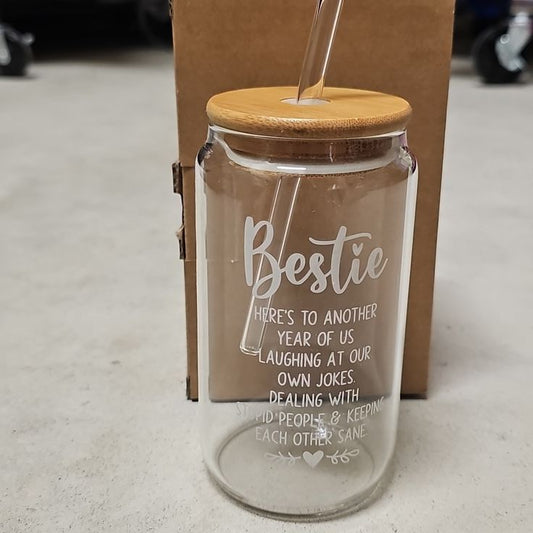 Bestie
HERE'S TO ANOTHER
YEAR OF US
LAUGHING AT OUR
OWN JOKES.
DEALING WITH
STUPID PEOPLE & KEEPING
EACH OTHER SANE